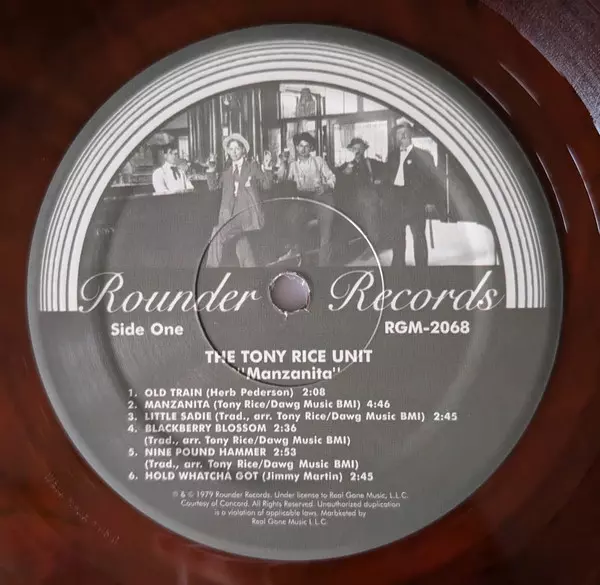 Rounder Records
Side One RGM-2068
THE TONY RICE UNIT
"Manzanita"
1. OLD TRAIN (Herb Pederson) 2:08
2. MANZANITA (Tony Rice/Dawg Music BMI) 4:46
3. LITTLE SADIE (Trad., arr. Tony Rice/Dawg Music BMI) 2:45
4. BLACKBERRY BLOSSOM 2:36
(Trad., arr. Tony Rice/Dawg Music BMI)
5. NINE POUND HAMMER 2:53
(Trad., arr. Tony Rice/Dawg Music BMI)
6. HOLD WHATCHA GOT (Jimmy Martin) 2:45
℗ & © 1979 Rounder Records. Under license to Real Gone Music, L.L.C.
Courtesy of Concord. All Rights Reserved. Unauthorized duplication
is a violation of applicable laws. Marbketed by
Real Gone Music L.L.C.